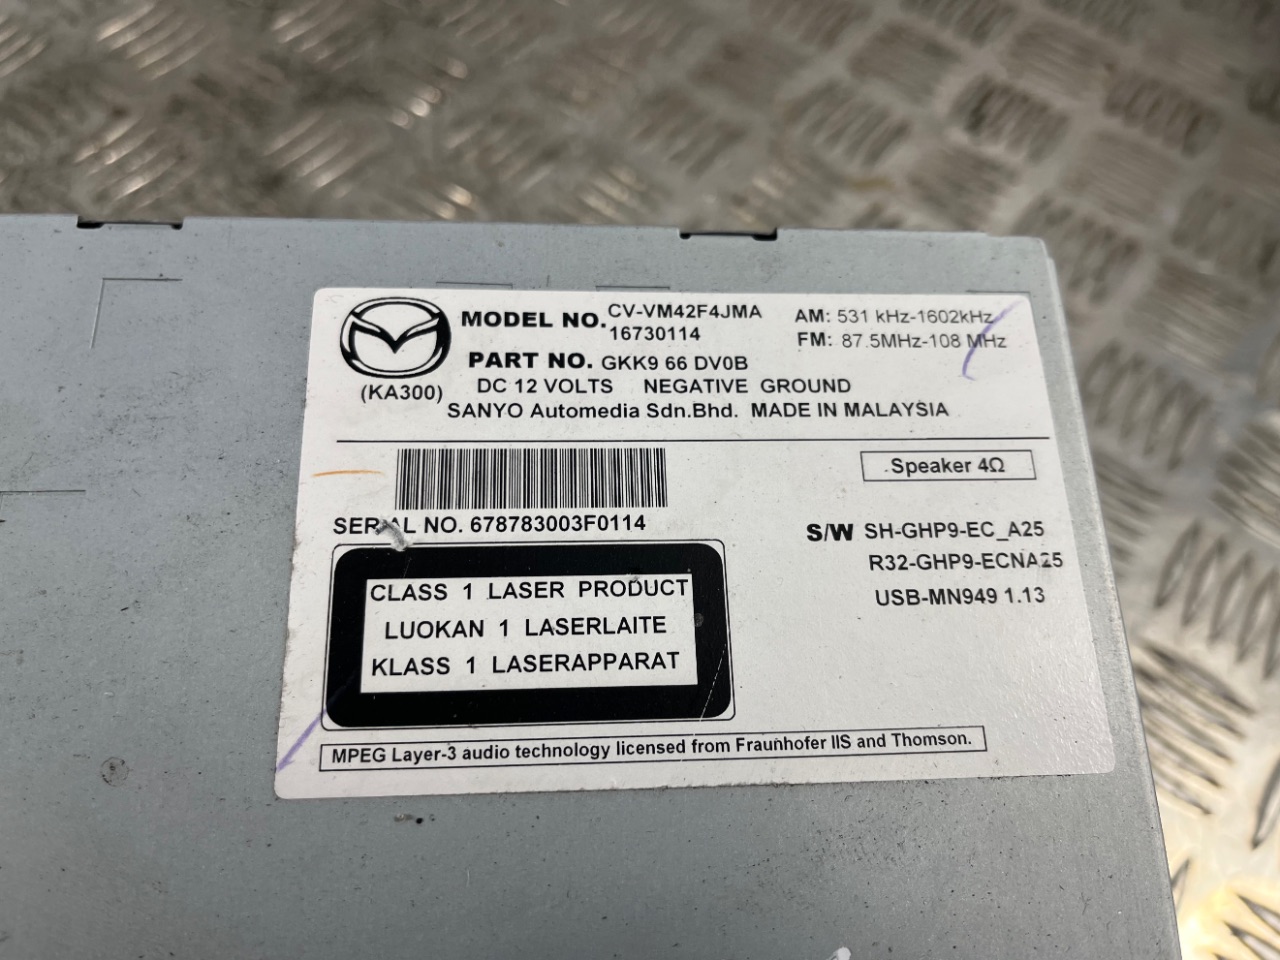 MODEL NO. CV-VM42F4JMA
16730114
AM: 531 kHz-1602kHz
FM: 87.5MHz-108 MHz
PART NO. GKK9 66 DV0B
(KA300)
DC 12 VOLTS NEGATIVE GROUND
SANYO Automedia Sdn.Bhd. MADE IN MALAYSIA
Speaker 4Ω
SERIAL NO. 678783003F0114
S/W SH-GHP9-EC_A25
R32-GHP9-ECNA25
USB-MN949 1.13
CLASS 1 LASER PRODUCT
LUOKAN 1 LASERLAITE
KLASS 1 LASERAPPARAT
MPEG Layer-3 audio technology licensed from Fraunhofer IIS and Thomson.